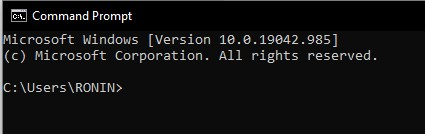 Command Prompt
Microsoft Windows [Version 10.0.19042.985]
(c) Microsoft Corporation. All rights reserved.
C:\Users\RONIN>